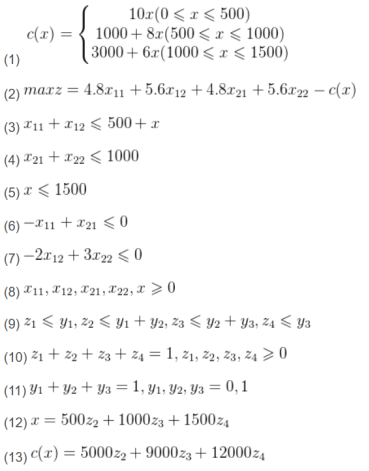 (1) c(x) = { 10x(0 ⩽ x ⩽ 500)
1000 + 8x(500 ⩽ x ⩽ 1000)
3000 + 6x(1000 ⩽ x ⩽ 1500)
(2) maxz = 4.8x₁₁ + 5.6x₁₂ + 4.8x₂₁ + 5.6x₂₂ − c(x)
(3) x₁₁ + x₁₂ ⩽ 500 + x
(4) x₂₁ + x₂₂ ⩽ 1000
(5) x ⩽ 1500
(6) −x₁₁ + x₂₁ ⩽ 0
(7) −2x₁₂ + 3x₂₂ ⩽ 0
(8) x₁₁, x₁₂, x₂₁, x₂₂, x ⩾ 0
(9) z₁ ⩽ y₁, z₂ ⩽ y₁ + y₂, z₃ ⩽ y₂ + y₃, z₄ ⩽ y₃
(10) z₁ + z₂ + z₃ + z₄ = 1, z₁, z₂, z₃, z₄ ⩾ 0
(11) y₁ + y₂ + y₃ = 1, y₁, y₂, y₃ = 0, 1
(12) x = 500z₂ + 1000z₃ + 1500z₄
(13) c(x) = 5000z₂ + 9000z₃ + 12000z₄